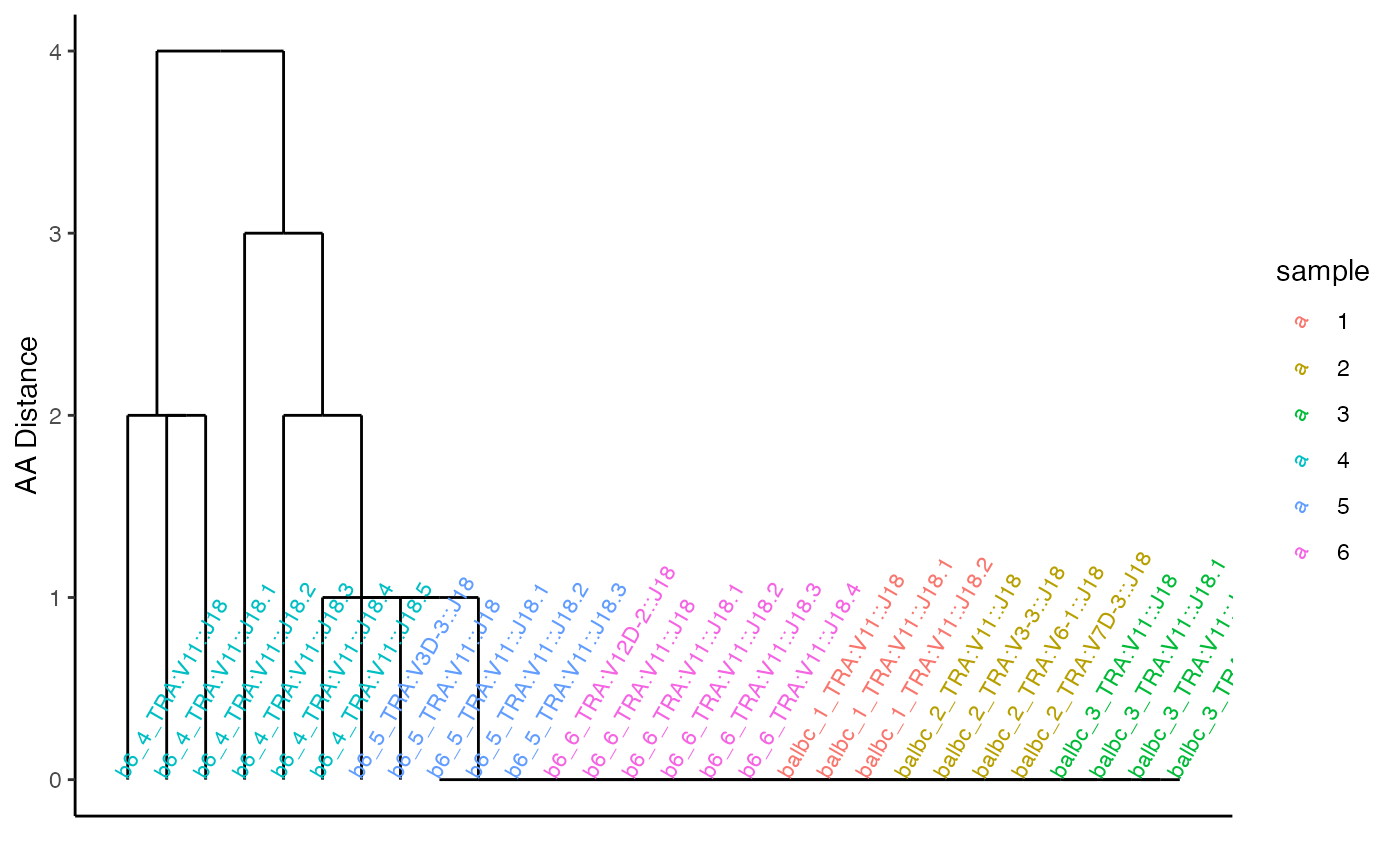 4
3
2
1
0
AA Distance
b6_4_TRA:V11::J18
b6_4_TRA:V11::J18.1
b6_4_TRA:V11::J18.2
b6_4_TRA:V11::J18.3
b6_4_TRA:V11::J18.4
b6_4_TRA:V11::J18.5
b6_5_TRA:V3D-3::J18
b6_5_TRA:V11::J18
b6_5_TRA:V11::J18.1
b6_5_TRA:V11::J18.2
b6_5_TRA:V11::J18.3
b6_6_TRA:V12D-2::J18
b6_6_TRA:V11::J18
b6_6_TRA:V11::J18.1
b6_6_TRA:V11::J18.2
b6_6_TRA:V11::J18.3
b6_6_TRA:V11::J18.4
balbc_1_TRA:V11::J18
balbc_1_TRA:V11::J18.1
balbc_1_TRA:V11::J18.2
balbc_2_TRA:V11::J18
balbc_2_TRA:V3-3::J18
balbc_2_TRA:V6-1::J18
balbc_2_TRA:V7D-3::J18
balbc_3_TRA:V11::J18
balbc_3_TRA:V11::J18.1
balbc_3_TRA:V11:
balbc_3_TR
sample
a 1
a 2
a 3
a 4
a 5
a 6